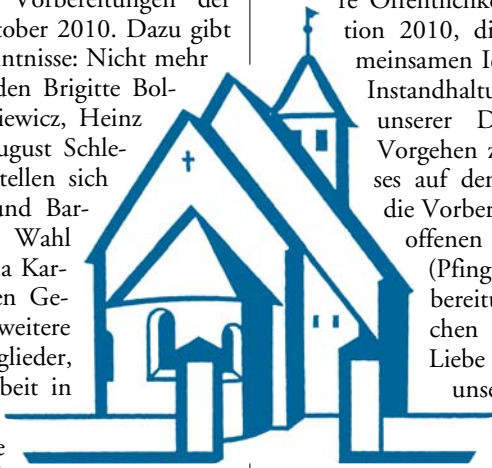 Vorbereitungen der
tober 2010. Dazu gibt
ntnisse: Nicht mehr
den Brigitte Bol-
iewicz, Heinz
ugust Schle-
tellen sich
und Bar-
Wahl
a Kar-
en Ge-
weitere
glieder,
beit in
e
re Öffentlichke
tion 2010, di
meinsamen Id
Instandhaltu
unserer D
Vorgehen z
ses auf den
die Vorber
offenen
(Pfing
bereitu
chen
Liebe
unse